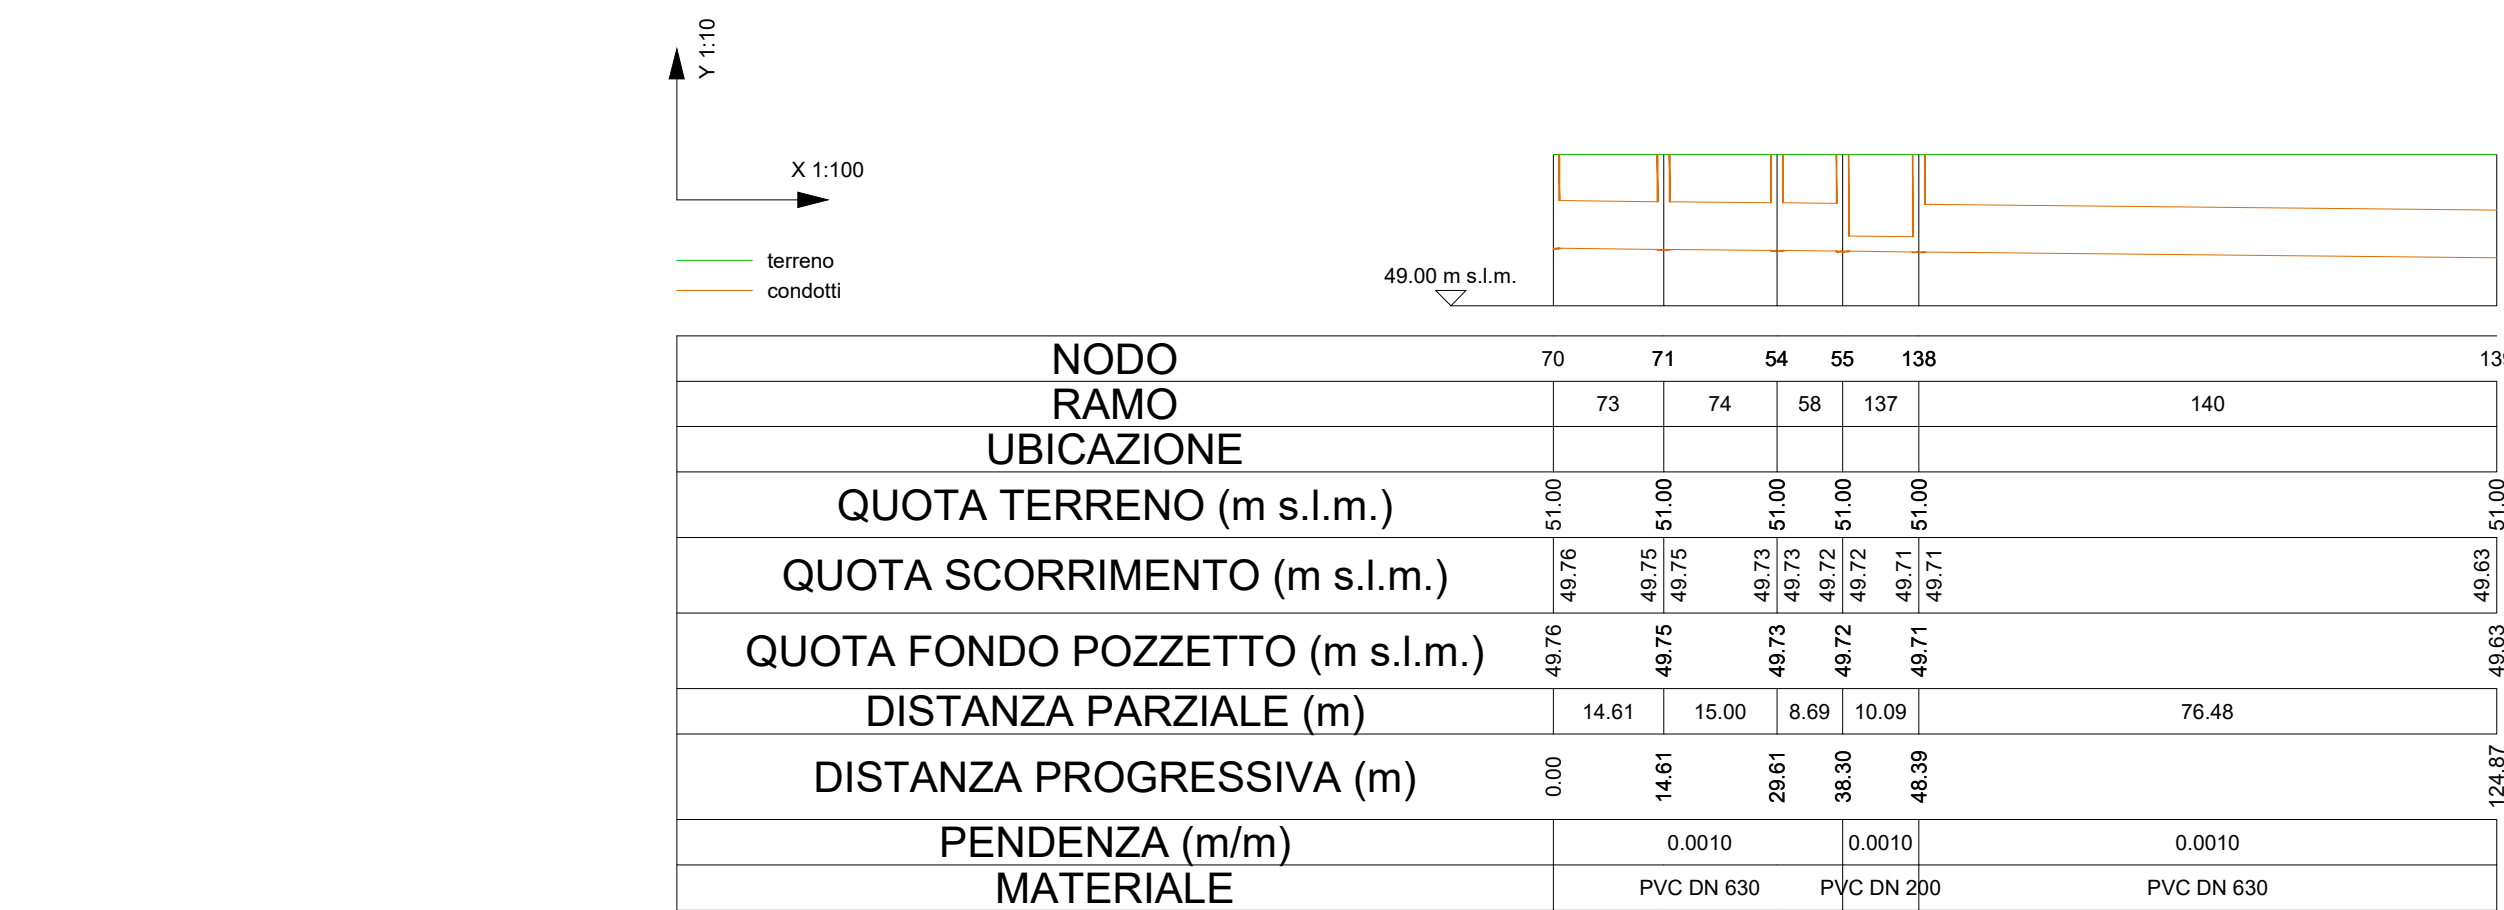 Y 1:10
X 1:100
terreno
condotti
49.00 m s.l.m.
NODO 70 71 54 55 138
RAMO 73 74 58 137 140
UBICAZIONE
QUOTA TERRENO (m s.l.m.) 51.00 51.00 51.00 51.00 51.00 51.00
QUOTA SCORRIMENTO (m s.l.m.) 49.76 49.75 49.75 49.73 49.73 49.72 49.72 49.71 49.71 49.63
QUOTA FONDO POZZETTO (m s.l.m.) 49.76 49.75 49.73 49.72 49.71 49.63
DISTANZA PARZIALE (m) 14.61 15.00 8.69 10.09 76.48
DISTANZA PROGRESSIVA (m) 0.00 14.61 29.61 38.30 48.39 124.87
PENDENZA (m/m) 0.0010 0.0010 0.0010
MATERIALE PVC DN 630 PVC DN 200 PVC DN 630